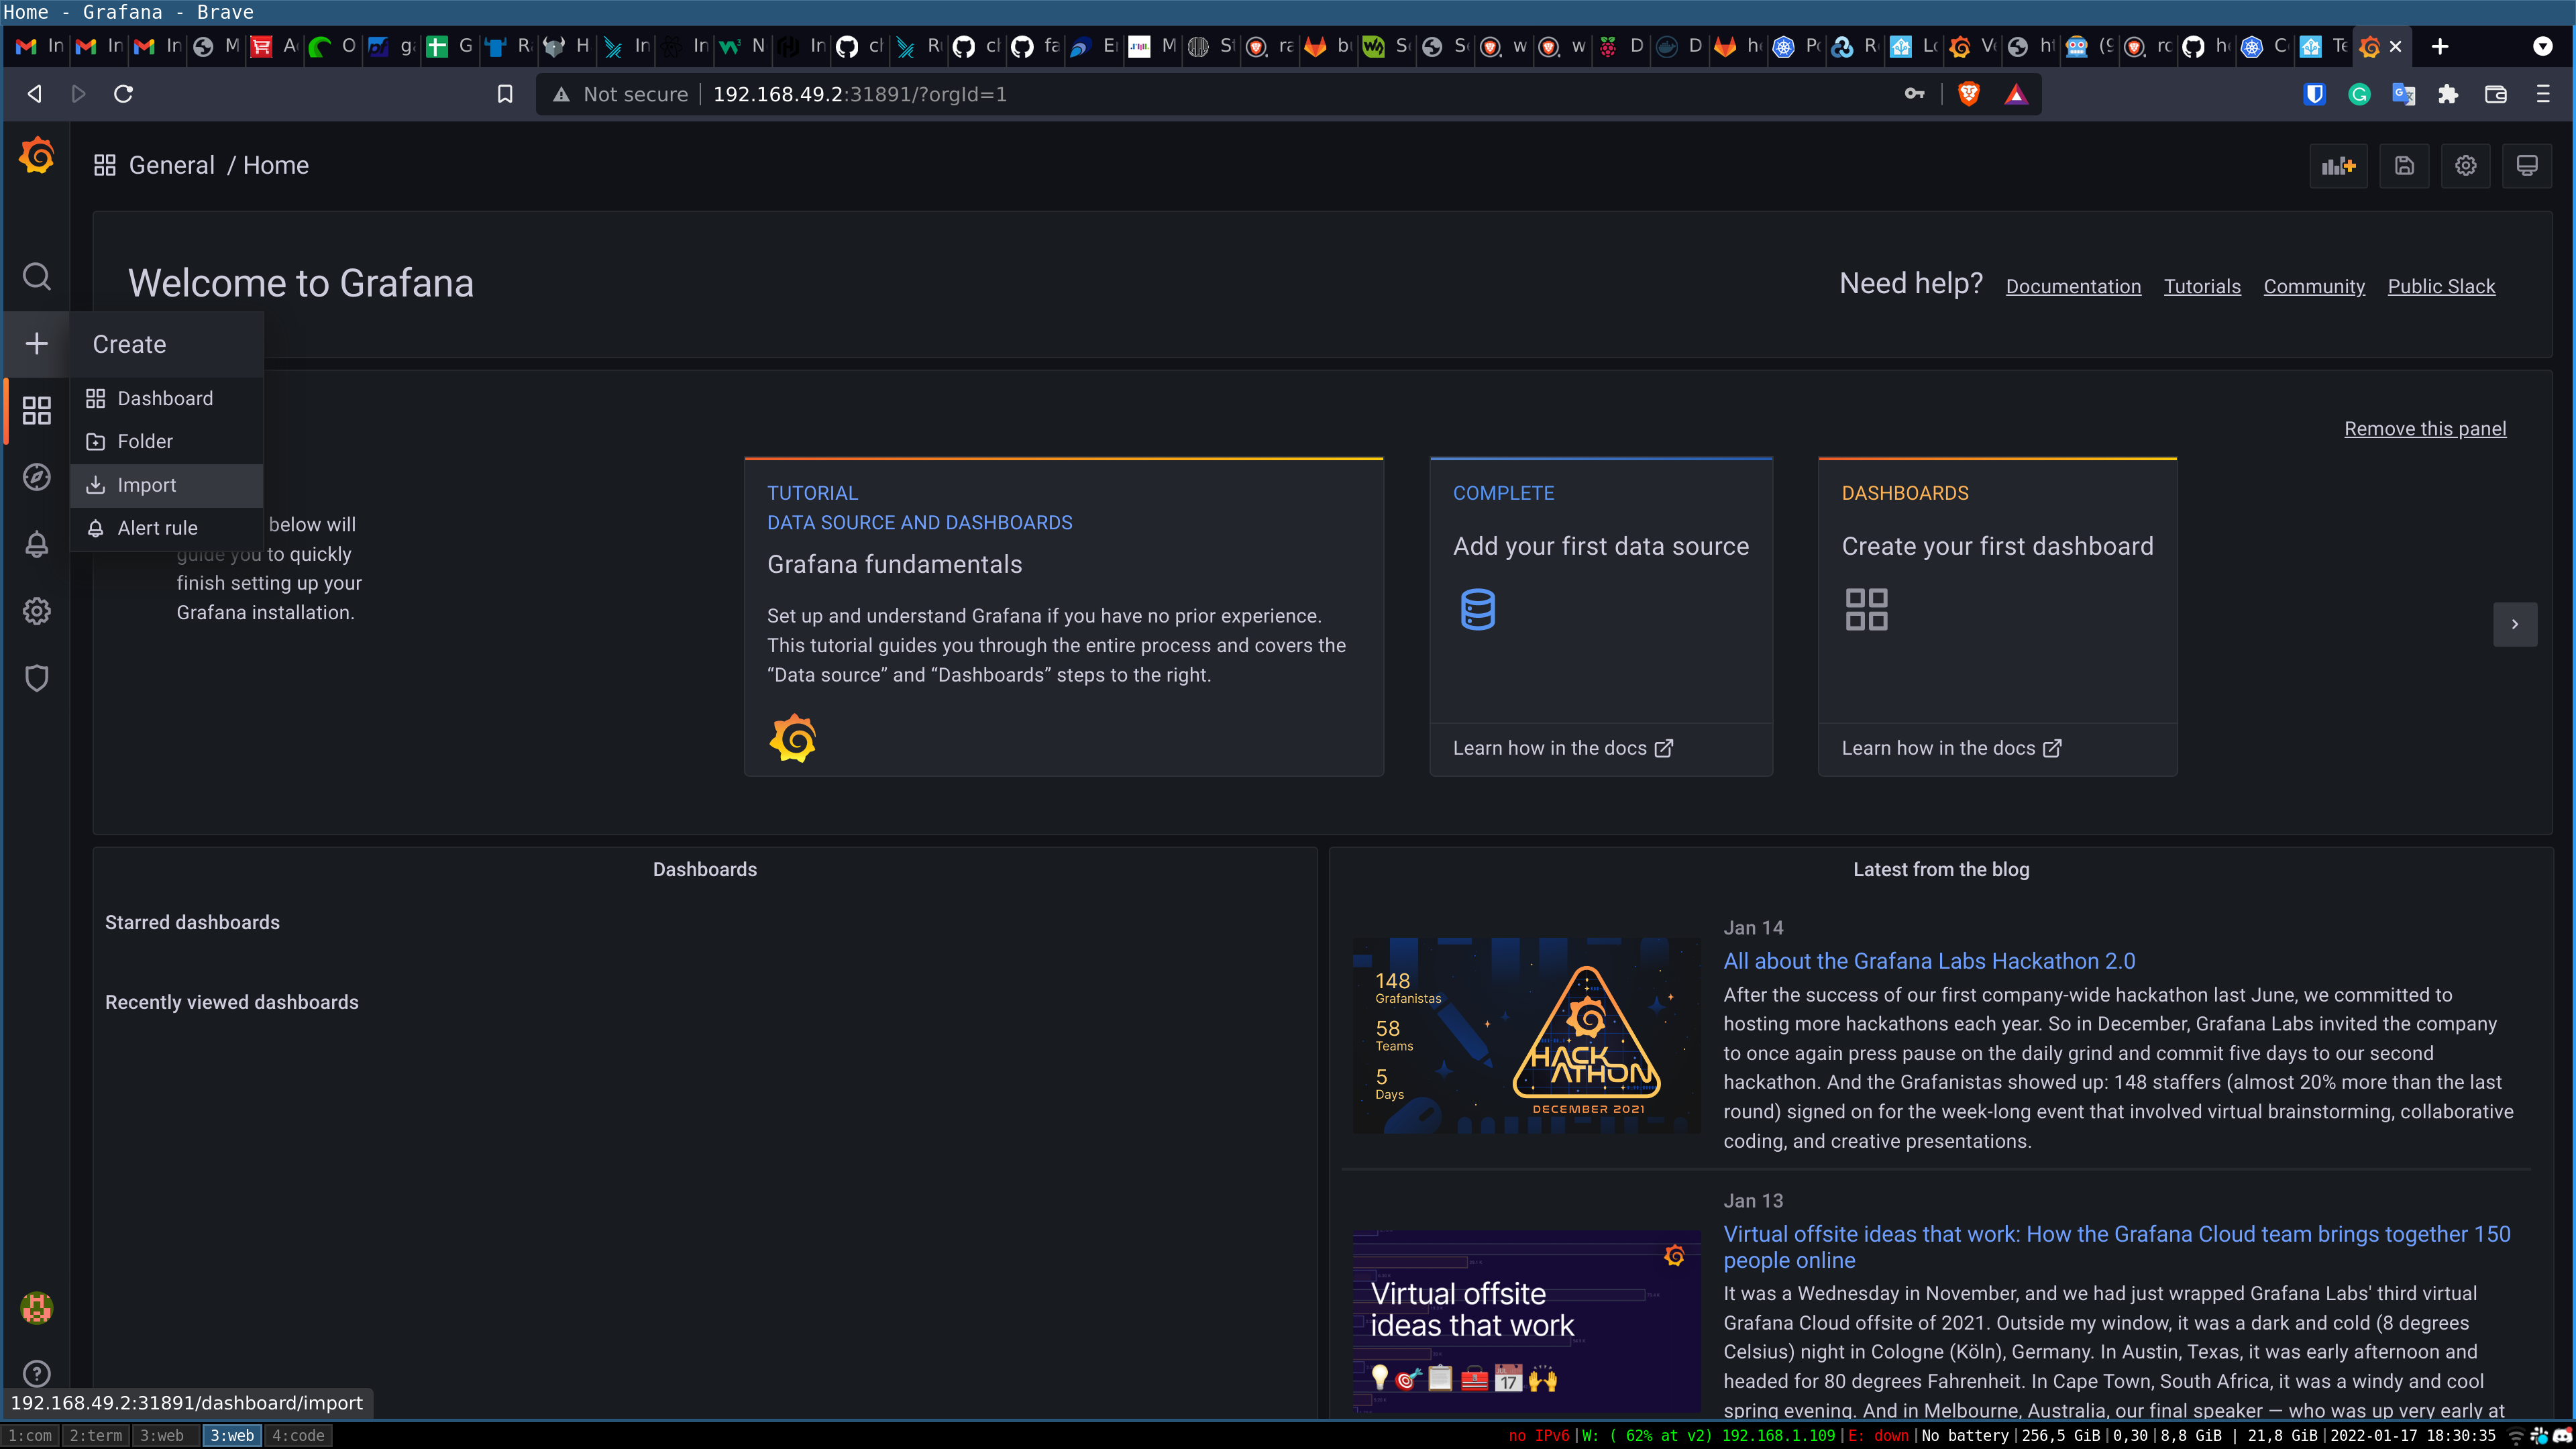 Home - Grafana - Brave
In In In M A O g G R H In In N In cl R cl fa E M S ra b S S w w D D h P R L V h (9 ro h C Te
Not secure 192.168.49.2:31891/?orgId=1
General / Home
Welcome to Grafana
Need help? Documentation Tutorials Community Public Slack
Create
Dashboard
Folder
Import
Alert rule
Remove this panel
below will
guide you to quickly
finish setting up your
Grafana installation.
TUTORIAL
DATA SOURCE AND DASHBOARDS
Grafana fundamentals
Set up and understand Grafana if you have no prior experience.
This tutorial guides you through the entire process and covers the
“Data source” and “Dashboards” steps to the right.
COMPLETE
Add your first data source
Learn how in the docs
DASHBOARDS
Create your first dashboard
Learn how in the docs
Dashboards
Starred dashboards
Recently viewed dashboards
Latest from the blog
148
Grafanistas
58
Teams
5
Days
HACK
ATHON
DECEMBER 2021
Jan 14
All about the Grafana Labs Hackathon 2.0
After the success of our first company-wide hackathon last June, we committed to
hosting more hackathons each year. So in December, Grafana Labs invited the company
to once again press pause on the daily grind and commit five days to our second
hackathon. And the Grafanistas showed up: 148 staffers (almost 20% more than the last
round) signed on for the week-long event that involved virtual brainstorming, collaborative
coding, and creative presentations.
Virtual offsite
ideas that work
17
Jan 13
Virtual offsite ideas that work: How the Grafana Cloud team brings together 150
people online
It was a Wednesday in November, and we had just wrapped Grafana Labs' third virtual
Grafana Cloud offsite of 2021. Outside my window, it was a dark and cold (8 degrees
Celsius) night in Cologne (Köln), Germany. In Austin, Texas, it was early afternoon and
headed for 80 degrees Fahrenheit. In Cape Town, South Africa, it was a windy and cool
spring evening. And in Melbourne, Australia, our final speaker — who was up very early at
192.168.49.2:31891/dashboard/import
1:com 2:term 3:web 3:web 4:code
no IPv6|W: ( 62% at v2) 192.168.1.109|E: down|No battery|256,5 GiB|0,30|8,8 GiB | 21,8 GiB|2022-01-17 18:30:35